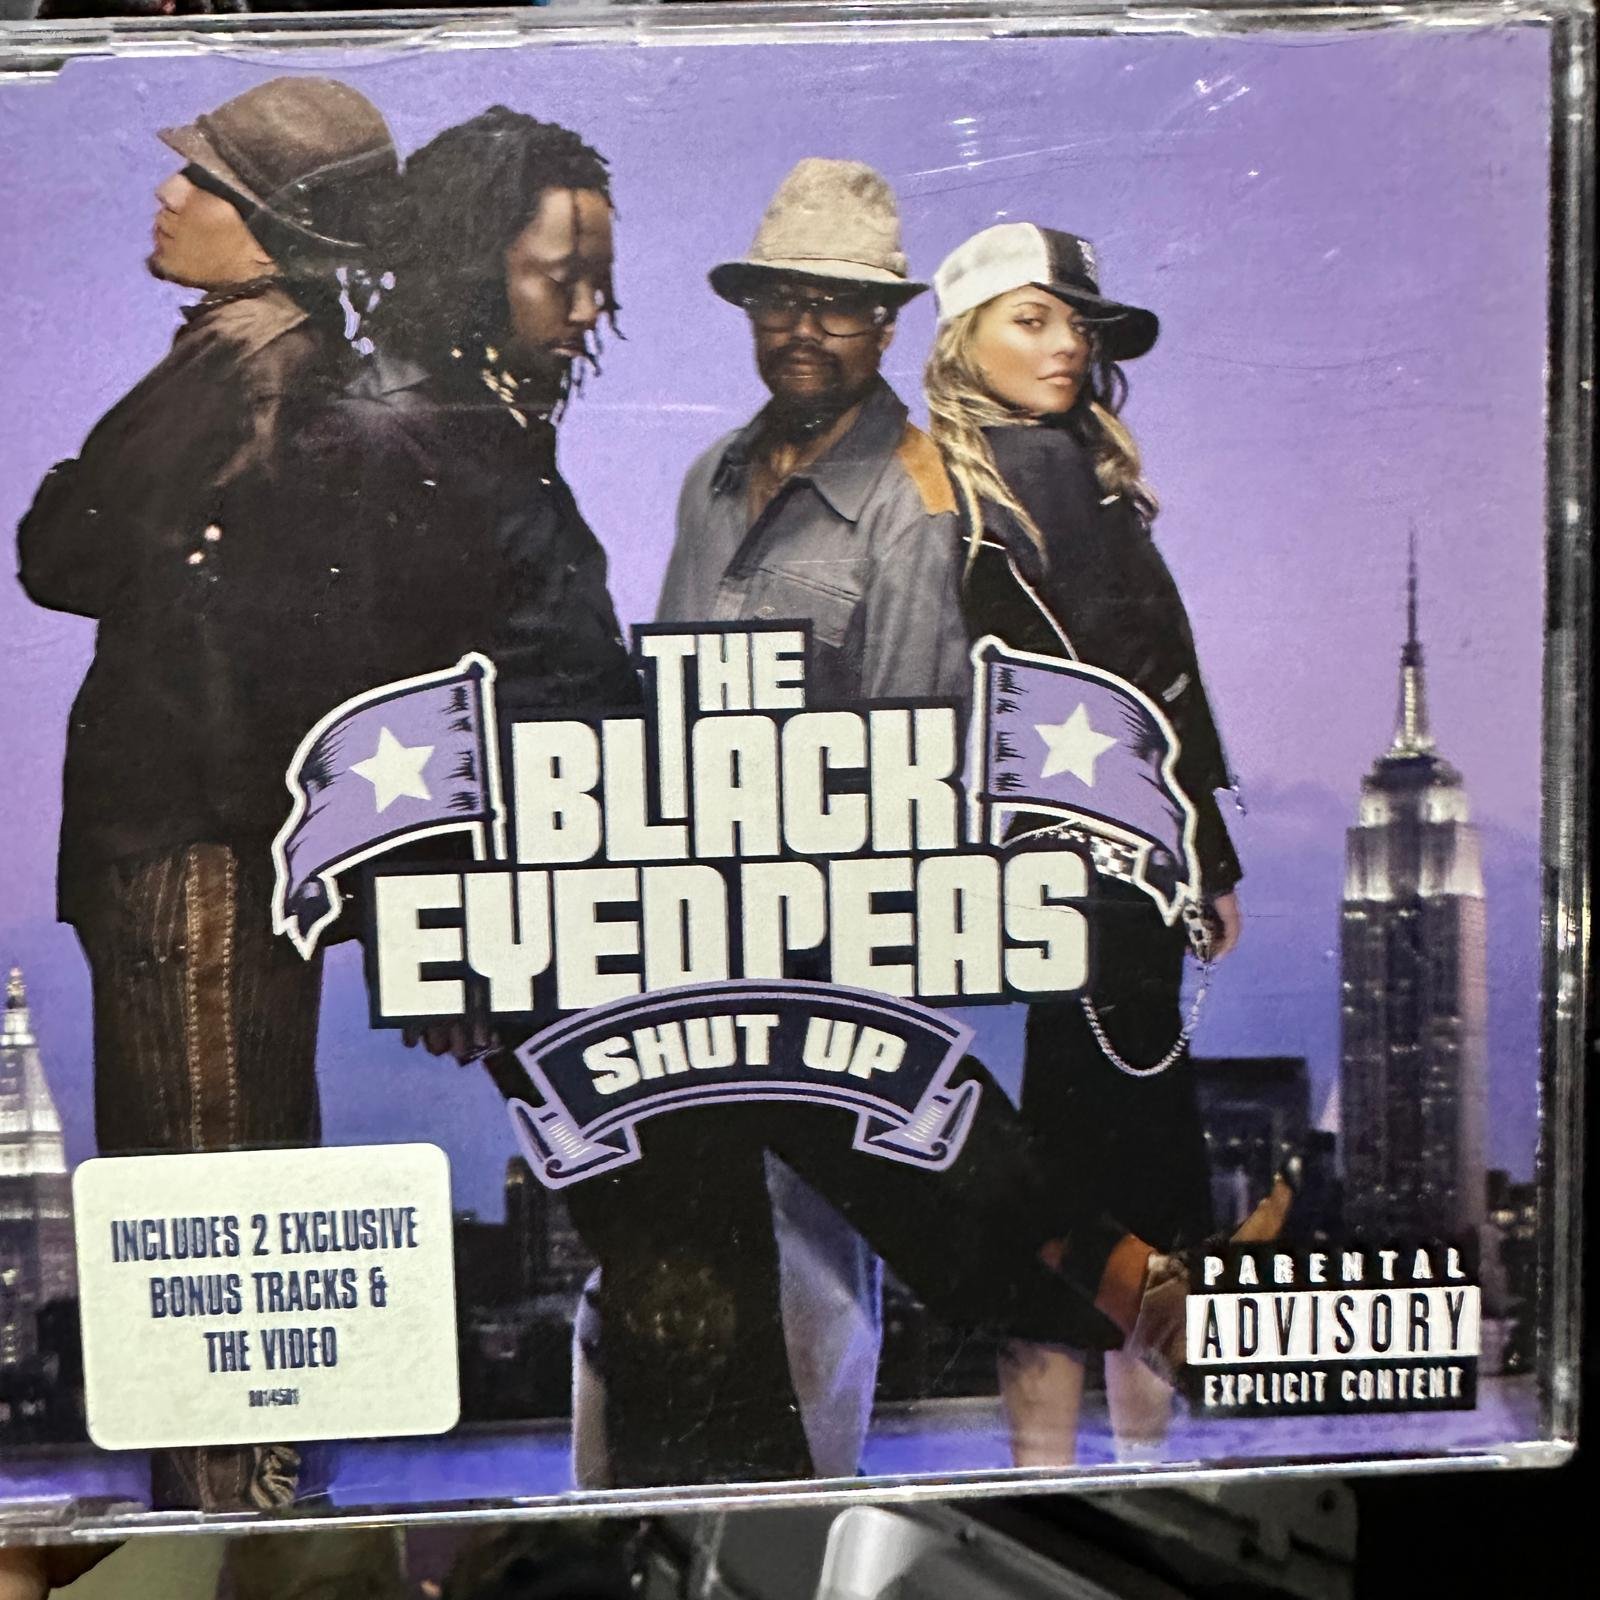 THE
BLACK
EYED PEAS
SHUT UP
INCLUDES 2 EXCLUSIVE
BONUS TRACKS &
THE VIDEO
PARENTAL
ADVISORY
EXPLICIT CONTENT